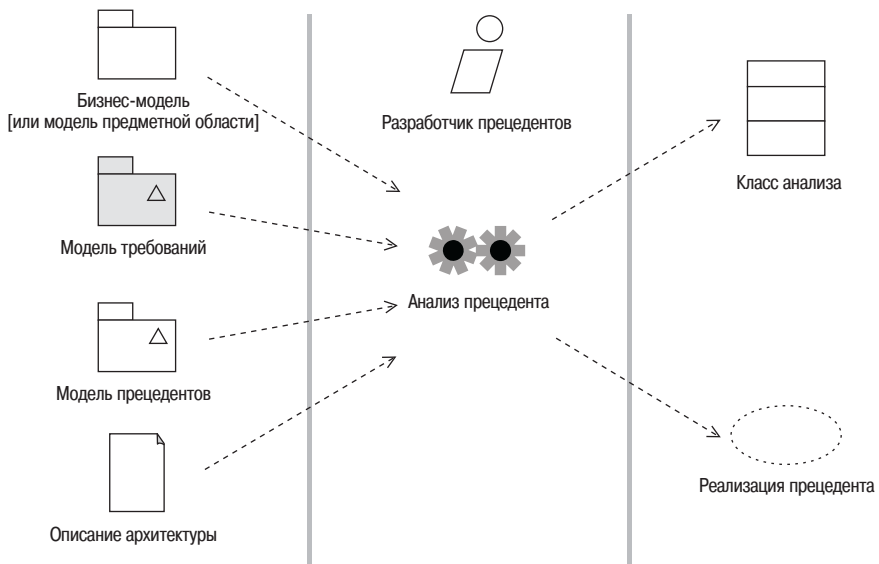 Бизнес-модель
[или модель предметной области]
Модель требований
Модель прецедентов
Описание архитектуры
Разработчик прецедентов
Анализ прецедента
Класс анализа
Реализация прецедента